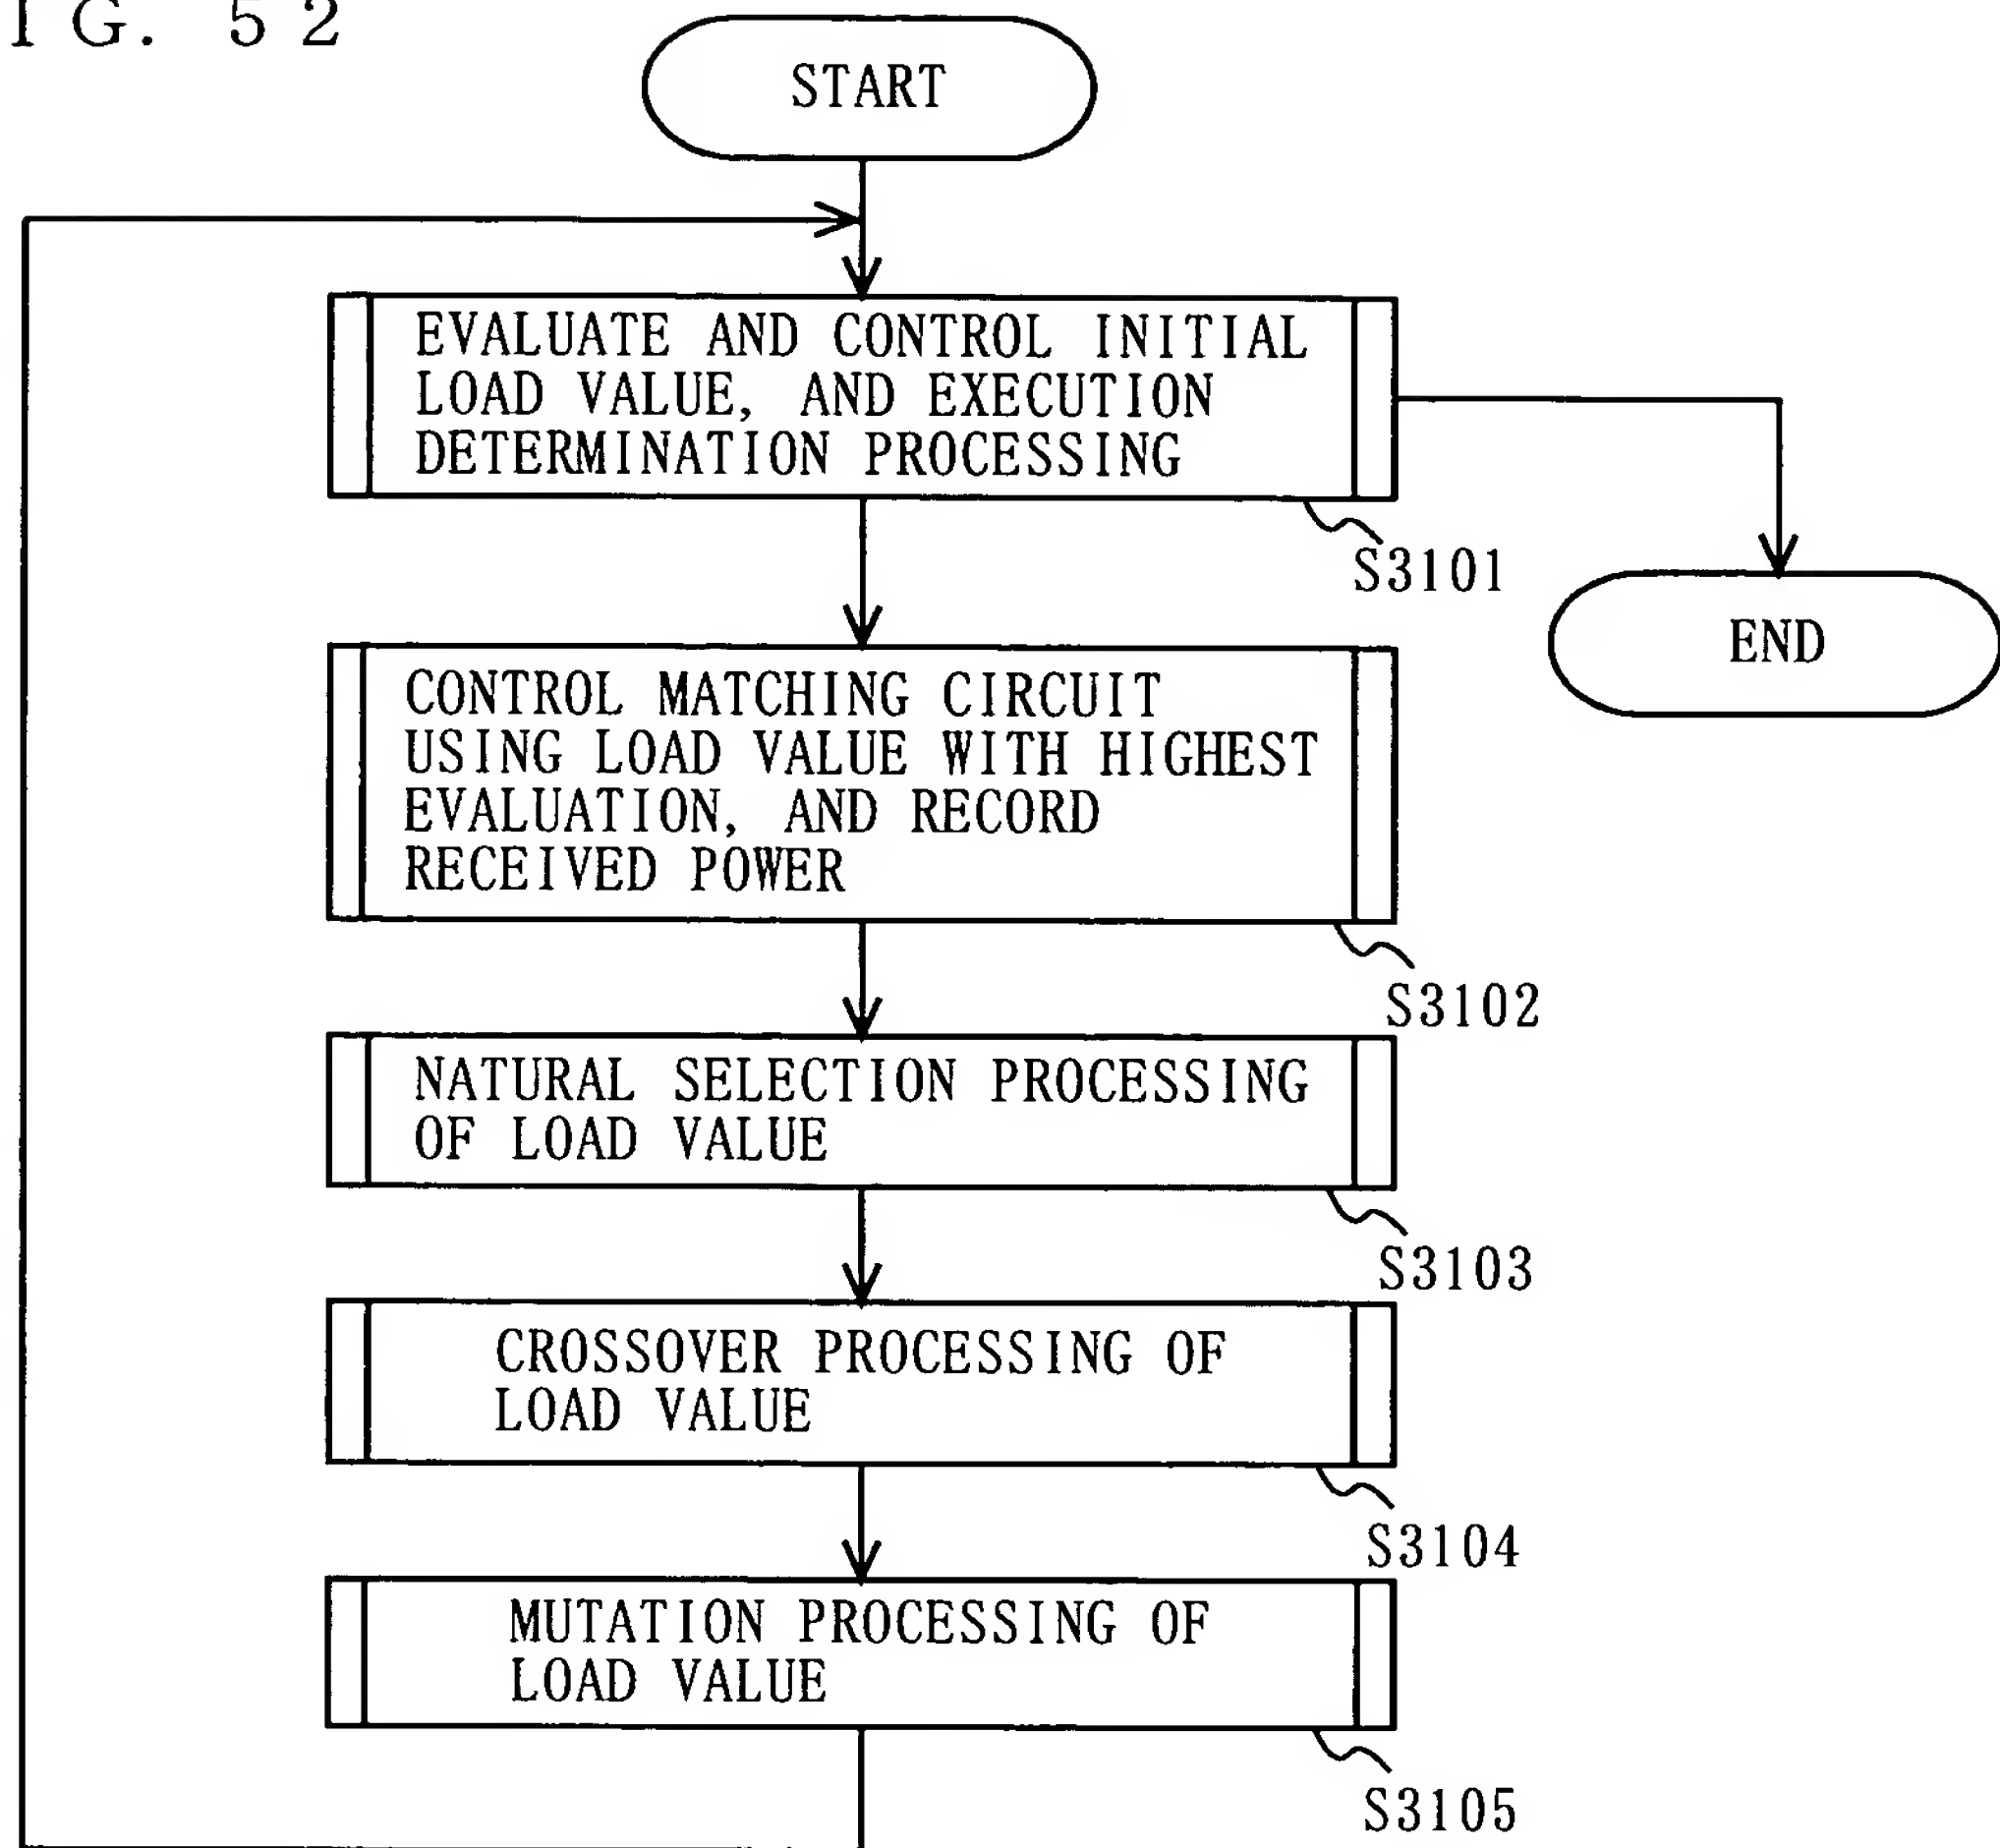 IG. 52
START
EVALUATE AND CONTROL INITIAL
LOAD VALUE, AND EXECUTION
DETERMINATION PROCESSING
S3101
END
CONTROL MATCHING CIRCUIT
USING LOAD VALUE WITH HIGHEST
EVALUATION, AND RECORD
RECEIVED POWER
S3102
NATURAL SELECTION PROCESSING
OF LOAD VALUE
S3103
CROSSOVER PROCESSING OF
LOAD VALUE
S3104
MUTATION PROCESSING OF
LOAD VALUE
S3105